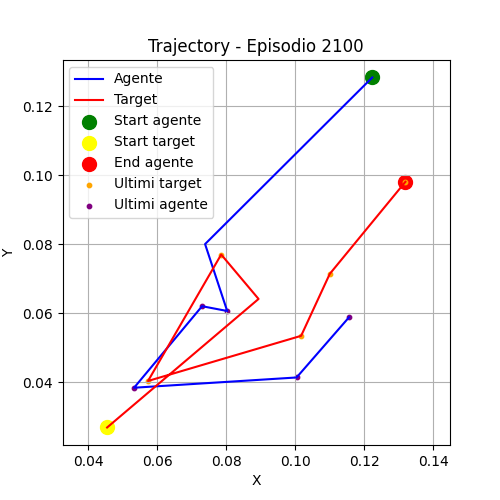 Trajectory - Episodio 2100
Agente
Target
Start agente
Start target
End agente
Ultimi target
Ultimi agente
Y
0.12
0.10
0.08
0.06
0.04
0.04
0.06
0.08
0.10
0.12
0.14
X